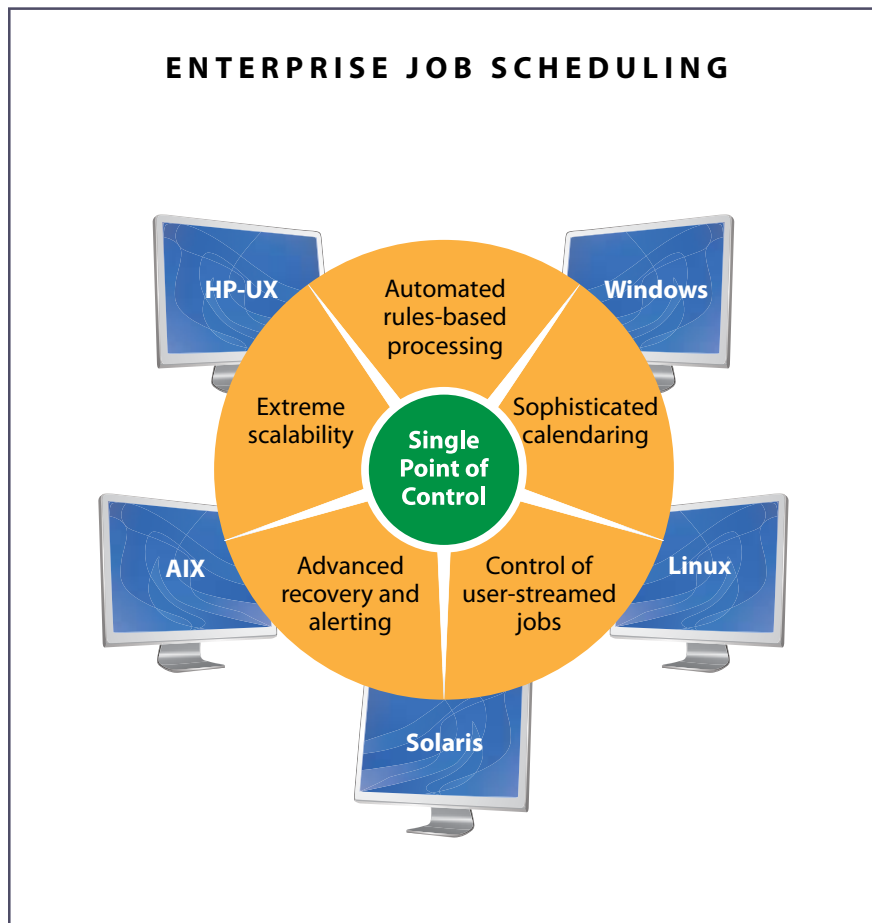 ENTERPRISE JOB SCHEDULING
HP-UX
Automated
rules-based
processing
Windows
Extreme
scalability
Sophisticated
calendaring
Single
Point of
Control
AIX
Advanced
recovery and
alerting
Control of
user-streamed
jobs
Linux
Solaris